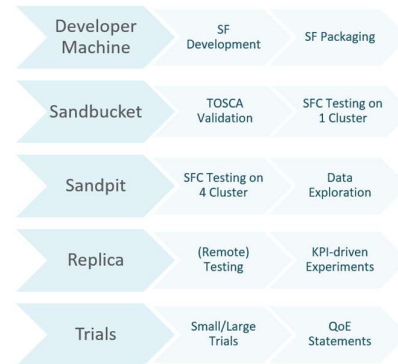 Developer
Machine
SF
Development
SF Packaging
Sandbucket
TOSCA
Validation
SFC Testing on
1 Cluster
Sandpit
SFC Testing on
4 Cluster
Data
Exploration
Replica
(Remote)
Testing
KPI-driven
Experiments
Trials
Small/Large
Trials
QoE
Statements